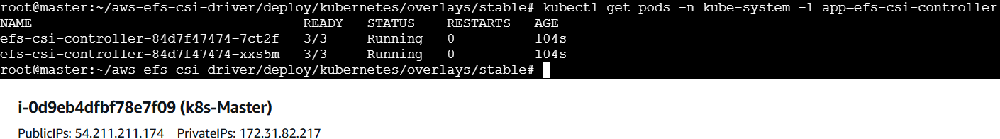 root@master:~/aws-efs-csi-driver/deploy/kubernetes/overlays/stable# kubectl get pods -n kube-system -l app=efs-csi-controller
NAME READY STATUS RESTARTS AGE
efs-csi-controller-84d7f47474-7ct2f 3/3 Running 0 104s
efs-csi-controller-84d7f47474-xxs5m 3/3 Running 0 104s
root@master:~/aws-efs-csi-driver/deploy/kubernetes/overlays/stable#
i-0d9eb4dfbf78e7f09 (k8s-Master)
PublicIPs: 54.211.211.174 PrivateIPs: 172.31.82.217